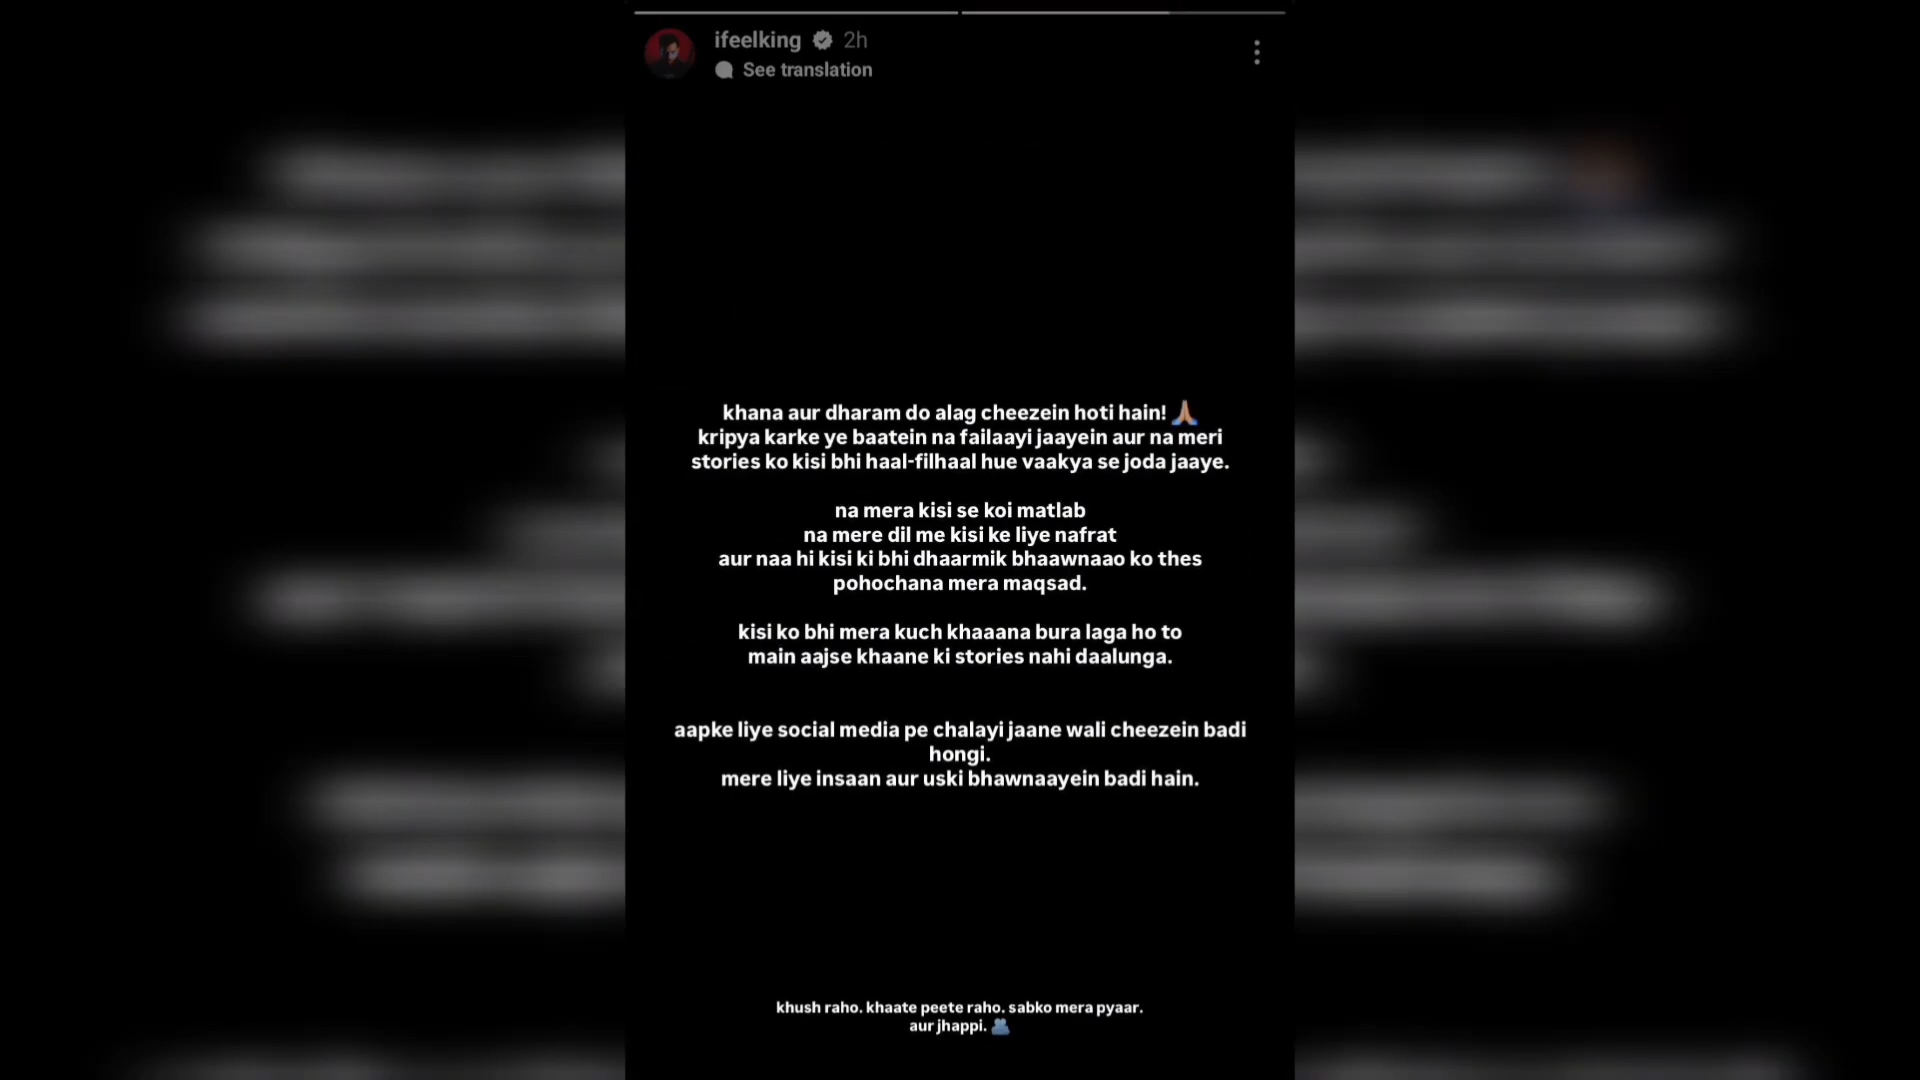 ifeelking 2h
See translation
khana aur dharam do alag cheezein hoti hain! 🙏🏽
kripya karke ye baatein na failaayi jaayein aur na meri
stories ko kisi bhi haal-filhaal hue vaakya se joda jaaye.
na mera kisi se koi matlab
na mere dil me kisi ke liye nafrat
aur naa hi kisi ki bhi dhaarmik bhaawnaao ko thes
pohochana mera maqsad.
kisi ko bhi mera kuch khaaana bura laga ho to
main aajse khaane ki stories nahi daalunga.
aapke liye social media pe chalayi jaane wali cheezein badi
hongi.
mere liye insaan aur uski bhawnaayein badi hain.
khush raho. khaate peete raho. sabko mera pyaar.
aur jhappi. 🫂